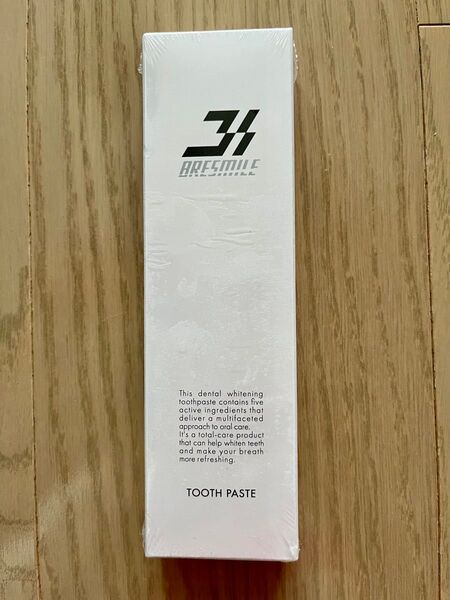 BRESMILE
This dental whitening
toothpaste contains five
active ingredients that
deliver a multifaceted
approach to oral care.
It's a total-care product
that can help whiten teeth
and make your breath
more refreshing.
TOOTH PASTE